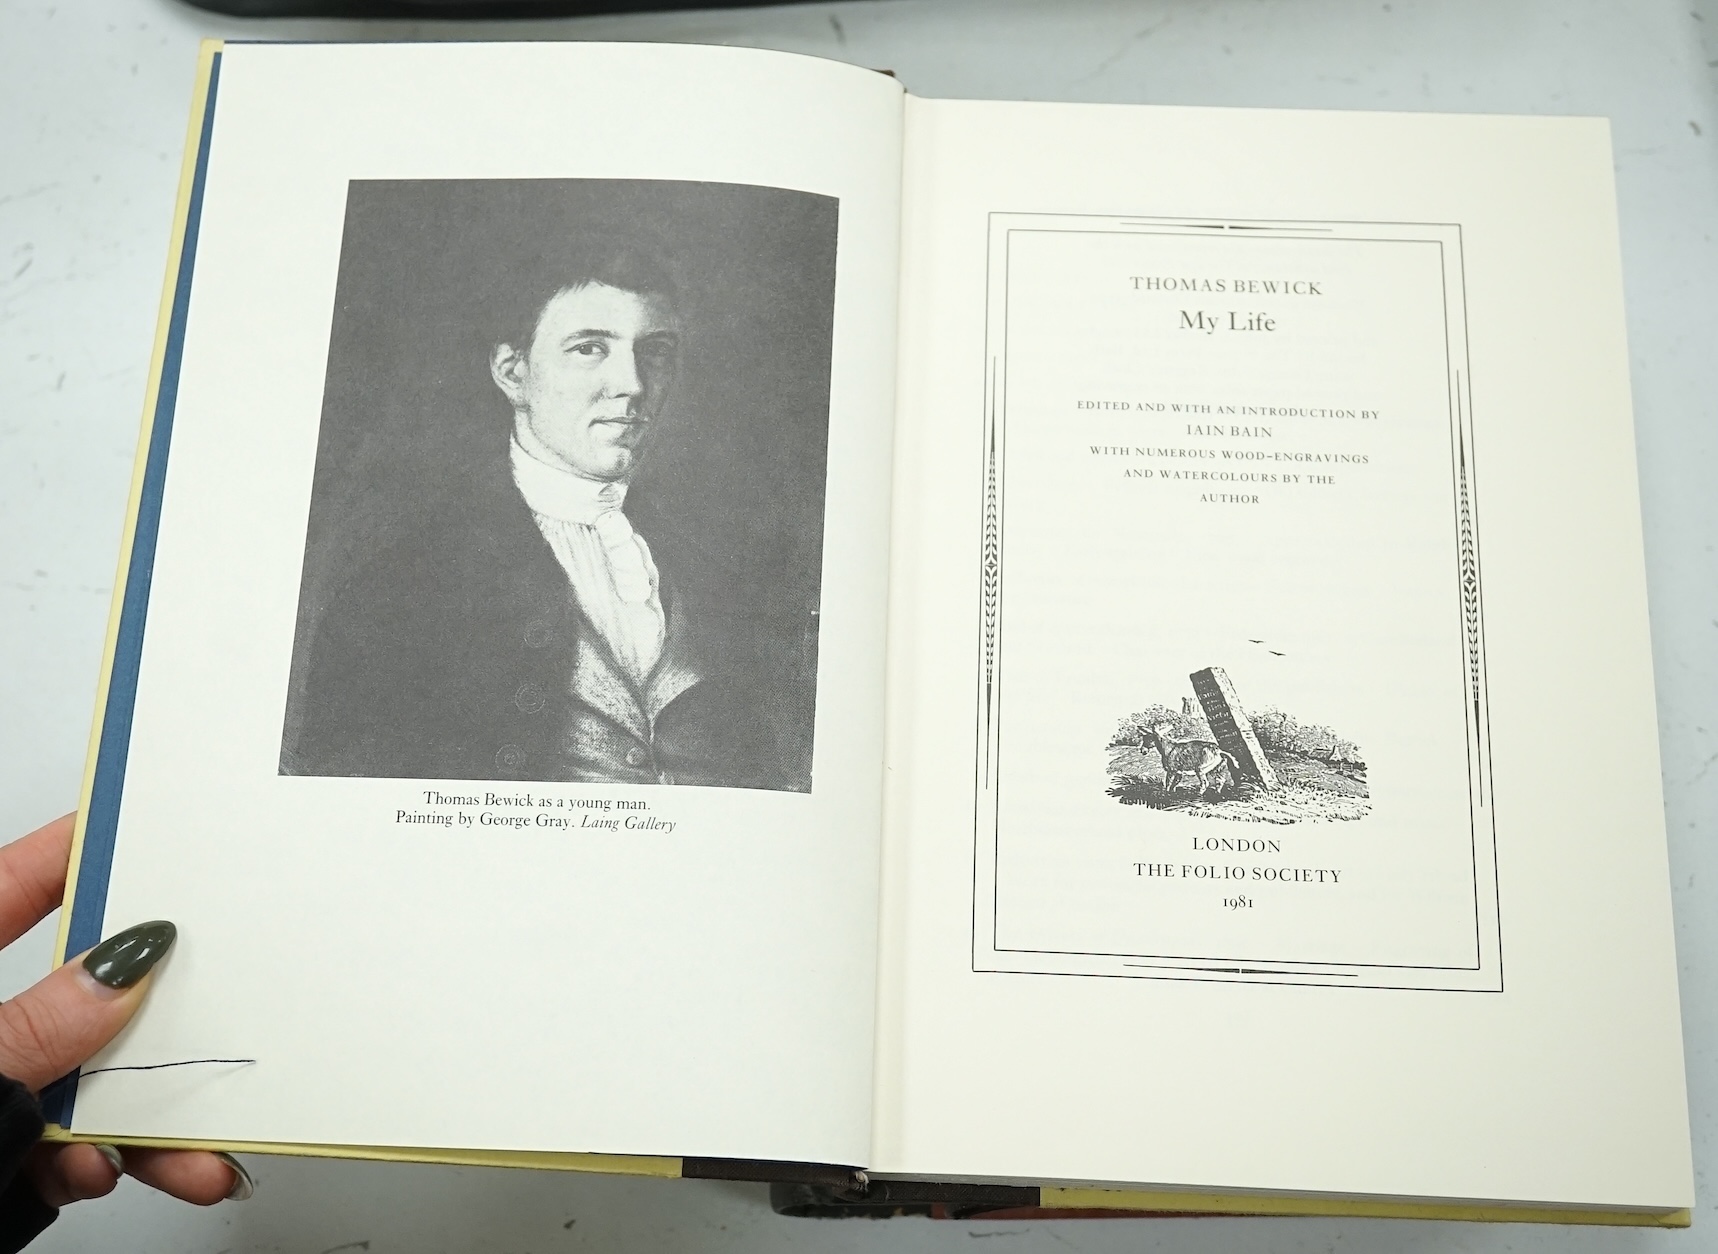 Thomas Bewick as a young man.
Painting by George Gray. Laing Gallery
THOMAS BEWICK
My Life
EDITED AND WITH AN INTRODUCTION BY
IAIN BAIN
WITH NUMEROUS WOOD-ENGRAVINGS
AND WATERCOLOURS BY THE
AUTHOR
LONDON
THE FOLIO SOCIETY
1981